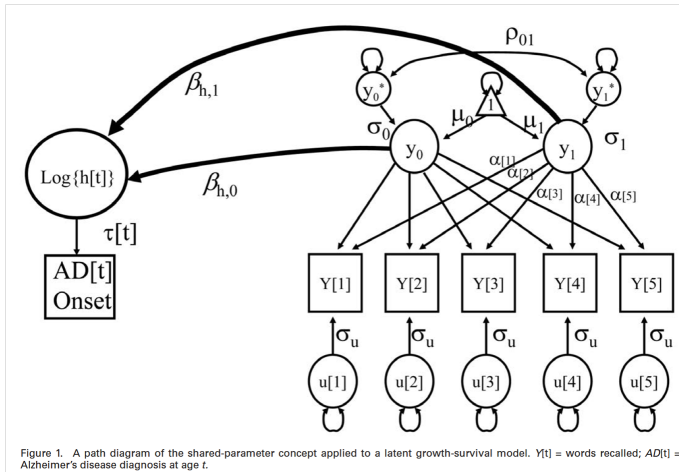 ρ01
βh,1
y0*
1
y1*
μ0
μ1
σ0
σ1
y0
y1
Log{h[t]}
α[1]
α[2]
βh,0
α[3]
α[4]
α[5]
τ[t]
AD[t]
Onset
Y[1]
Y[2]
Y[3]
Y[4]
Y[5]
σu
σu
σu
σu
σu
u[1]
u[2]
u[3]
u[4]
u[5]
Figure 1. A path diagram of the shared-parameter concept applied to a latent growth-survival model. Y[t] = words recalled; AD[t] =
Alzheimer's disease diagnosis at age t.